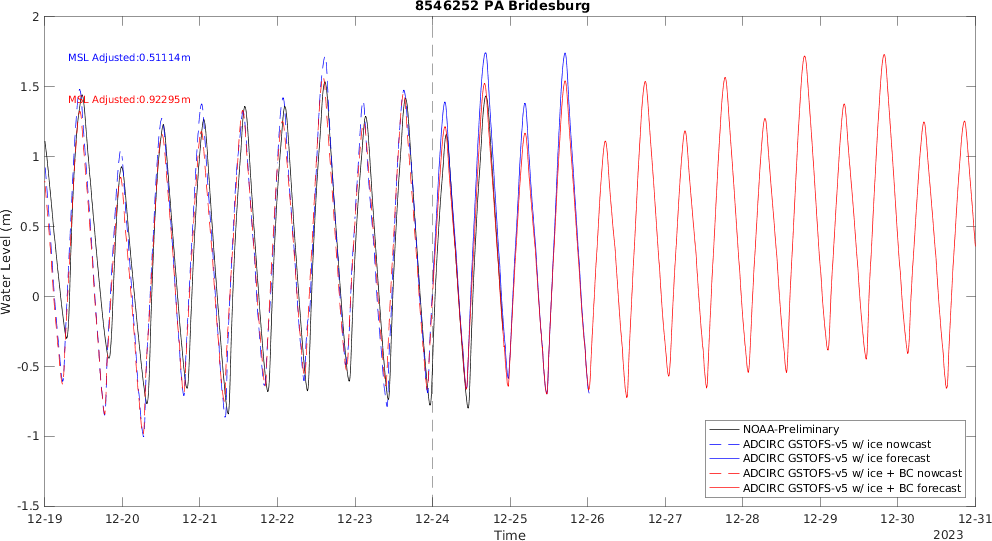 8546252 PA Bridesburg
2
MSL Adjusted:0.51114m
1.5
MSL Adjusted:0.92295m
1
0.5
0
-0.5
-1
-1.5
Water Level (m)
NOAA-Preliminary
ADCIRC GSTOFS-v5 w/ ice nowcast
ADCIRC GSTOFS-v5 w/ ice forecast
ADCIRC GSTOFS-v5 w/ ice + BC nowcast
ADCIRC GSTOFS-v5 w/ ice + BC forecast
12-19 12-20 12-21 12-22 12-23 12-24 12-25 12-26 12-27 12-28 12-29 12-30 12-31
Time
2023